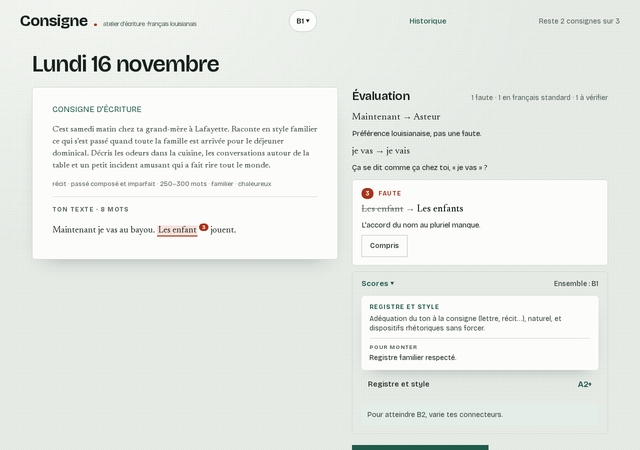 Consigne . atelier d'écriture français louisianais
B1 ▾
Historique
Reste 2 consignes sur 3
Lundi 16 novembre
CONSIGNE D'ÉCRITURE
C'est samedi matin chez ta grand-mère à Lafayette. Raconte en style familier
ce qui s'est passé quand toute la famille est arrivée pour le déjeuner
dominical. Décris les odeurs dans la cuisine, les conversations autour de la
table et un petit incident amusant qui a fait rire tout le monde.
récit · passé composé et imparfait · 250–300 mots · familier · chaleureux
TON TEXTE · 8 MOTS
Maintenant je vas au bayou. Les enfant 3 jouent.
Évaluation
1 faute · 1 en français standard · 1 à vérifier
Maintenant → Asteur
Préférence louisianaise, pas une faute.
je vas → je vais
Ça se dit comme ça chez toi, « je vas » ?
3 FAUTE
Les enfant → Les enfants
L'accord du nom au pluriel manque.
Compris
Scores ▾
Ensemble : B1
REGISTRE ET STYLE
Adéquation du ton à la consigne (lettre, récit…), naturel, et
dispositifs rhétoriques sans forcer.
POUR MONTER
Registre familier respecté.
Registre et style
A2+
Pour atteindre B2, varie tes connecteurs.